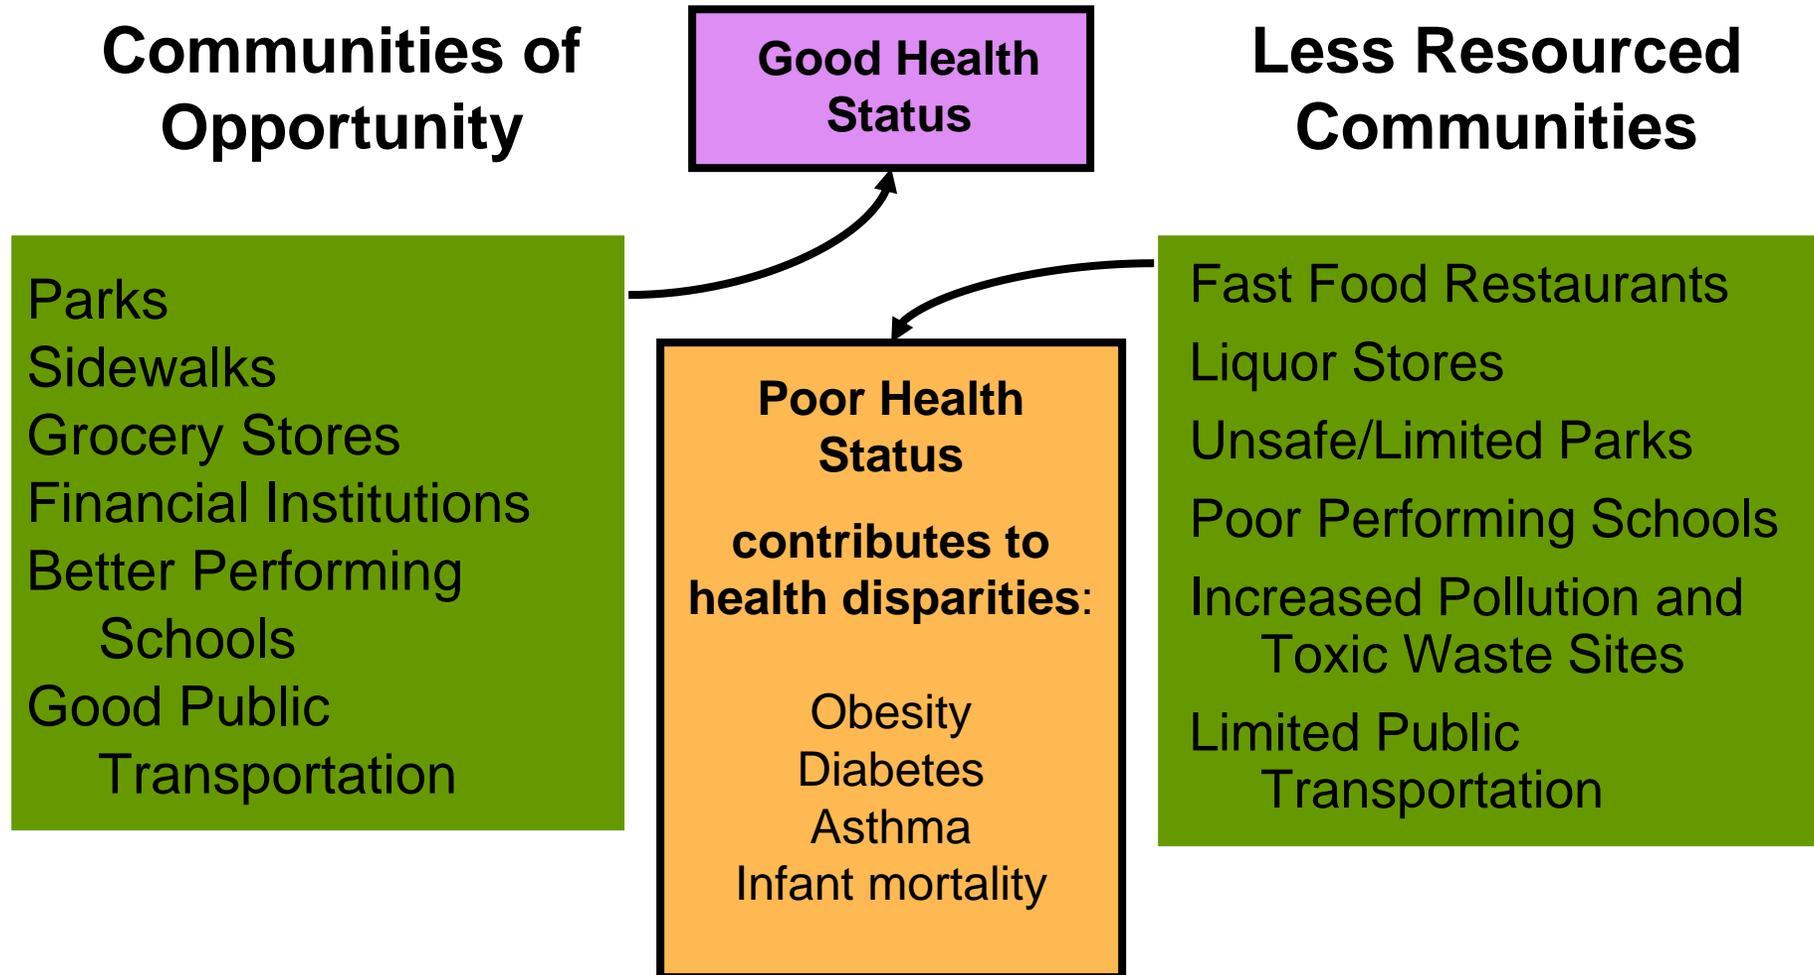 Communities of
Opportunity
Good Health
Status
Less Resourced
Communities
Parks
Sidewalks
Grocery Stores
Financial Institutions
Better Performing
Schools
Good Public
Transportation
Poor Health
Status
contributes to
health disparities:
Obesity
Diabetes
Asthma
Infant mortality
Fast Food Restaurants
Liquor Stores
Unsafe/Limited Parks
Poor Performing Schools
Increased Pollution and
Toxic Waste Sites
Limited Public
Transportation